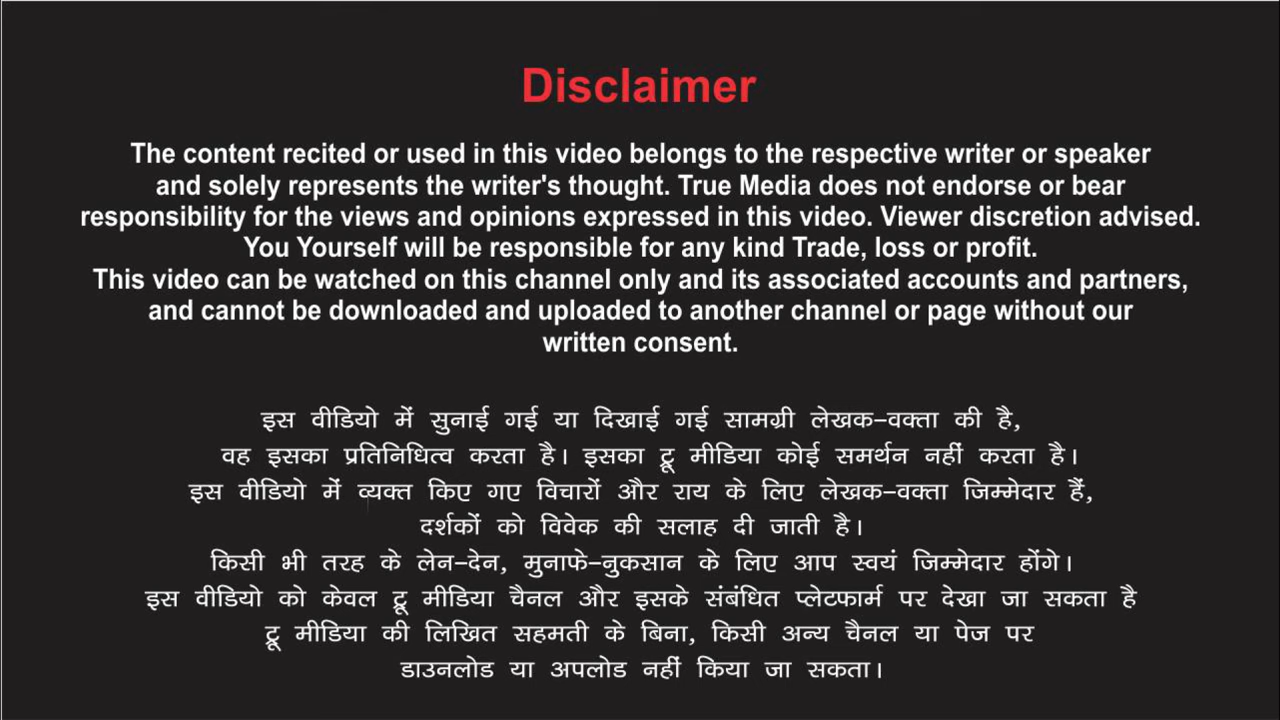 Disclaimer
The content recited or used in this video belongs to the respective writer or speaker
and solely represents the writer's thought. True Media does not endorse or bear
responsibility for the views and opinions expressed in this video. Viewer discretion advised.
You Yourself will be responsible for any kind Trade, loss or profit.
This video can be watched on this channel only and its associated accounts and partners,
and cannot be downloaded and uploaded to another channel or page without our
written consent.
इस वीडियो में सुनाई गई या दिखाई गई सामग्री लेखक–वक्ता की है,
वह इसका प्रतिनिधित्व करता है। इसका ट्रू मीडिया कोई समर्थन नहीं करता है।
इस वीडियो में व्यक्त किए गए विचारों और राय के लिए लेखक–वक्ता जिम्मेदार हैं,
दर्शकों को विवेक की सलाह दी जाती है।
किसी भी तरह के लेन–देन, मुनाफे–नुकसान के लिए आप स्वयं जिम्मेदार होंगे।
इस वीडियो को केवल ट्रू मीडिया चैनल और इसके संबंधित प्लेटफार्म पर देखा जा सकता है
ट्रू मीडिया की लिखित सहमती के बिना, किसी अन्य चैनल या पेज पर
डाउनलोड या अपलोड नहीं किया जा सकता।